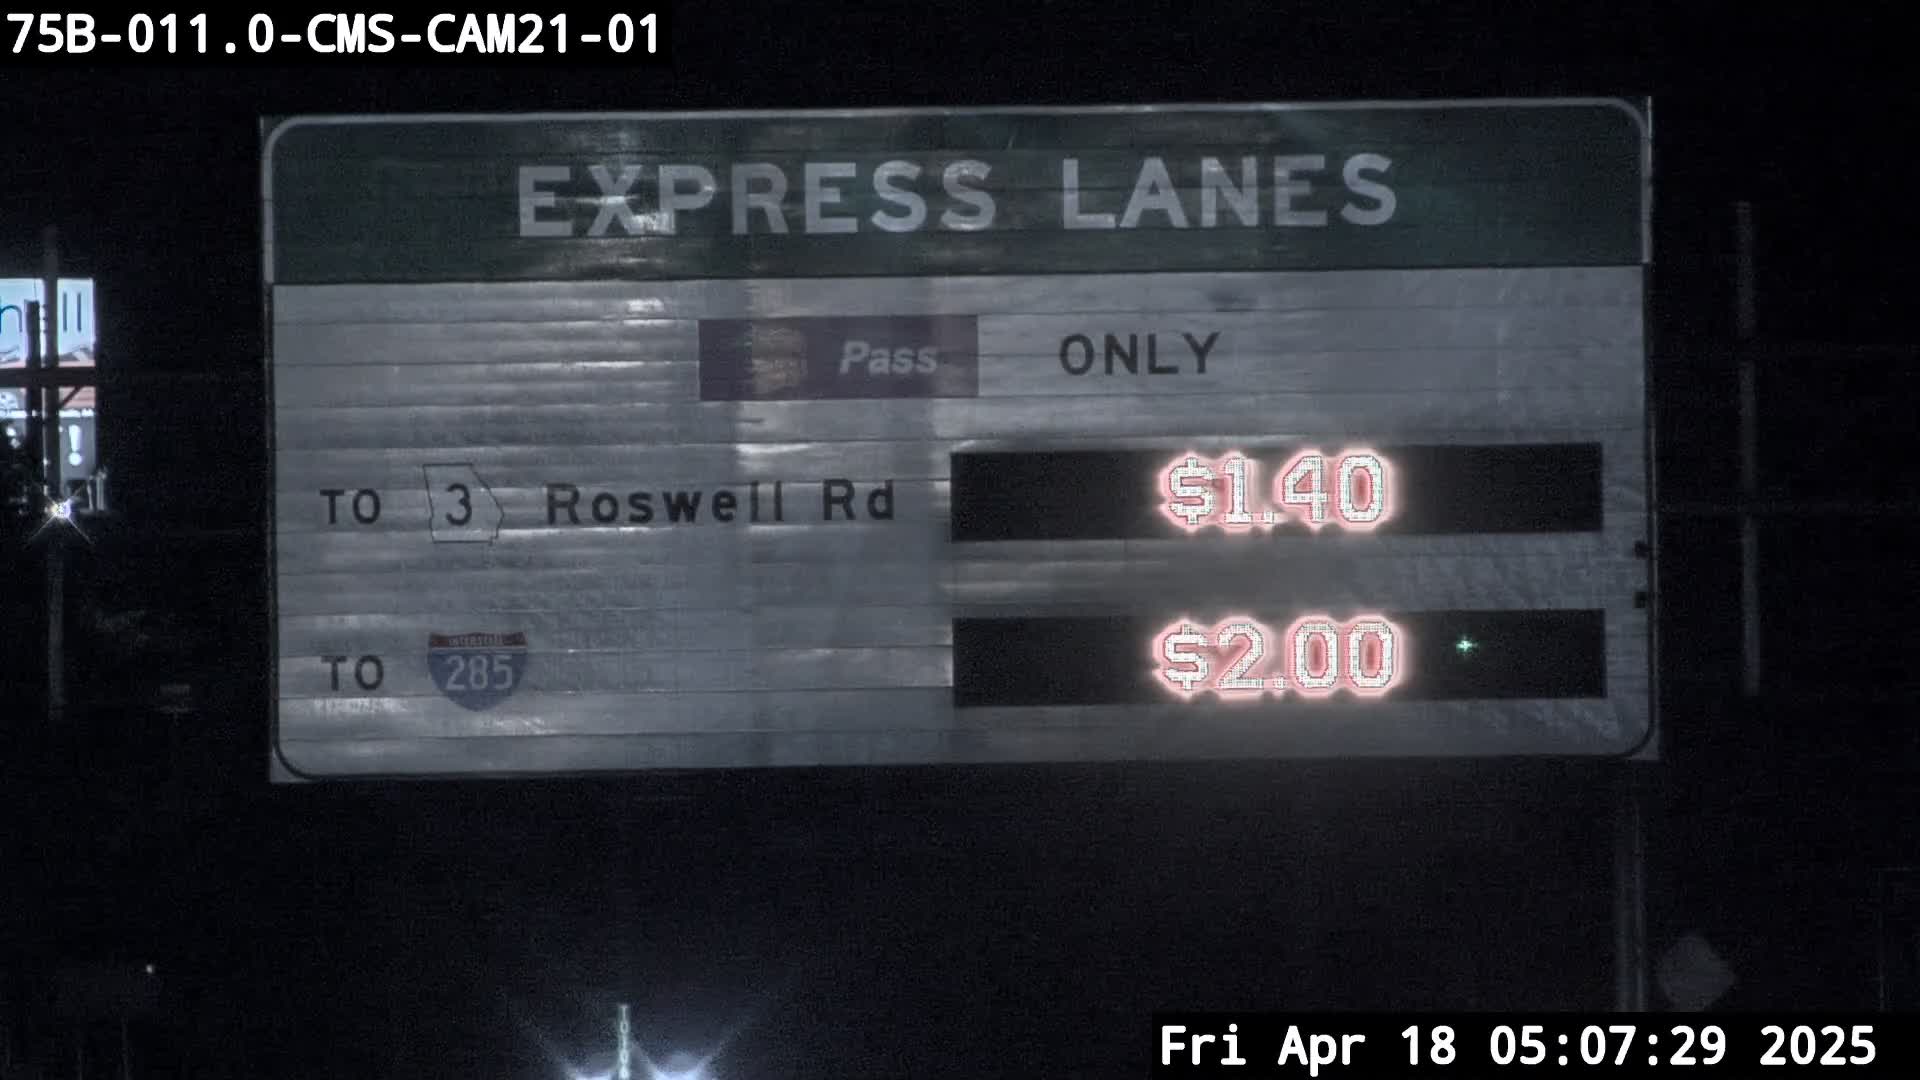 75B-011.0-CMS-CAM21-01
EXPRESS LANES
Pass ONLY
TO 3 Roswell Rd $1.40
INTERSTATE
TO 285 $2.00
Fri Apr 18 05:07:29 2025